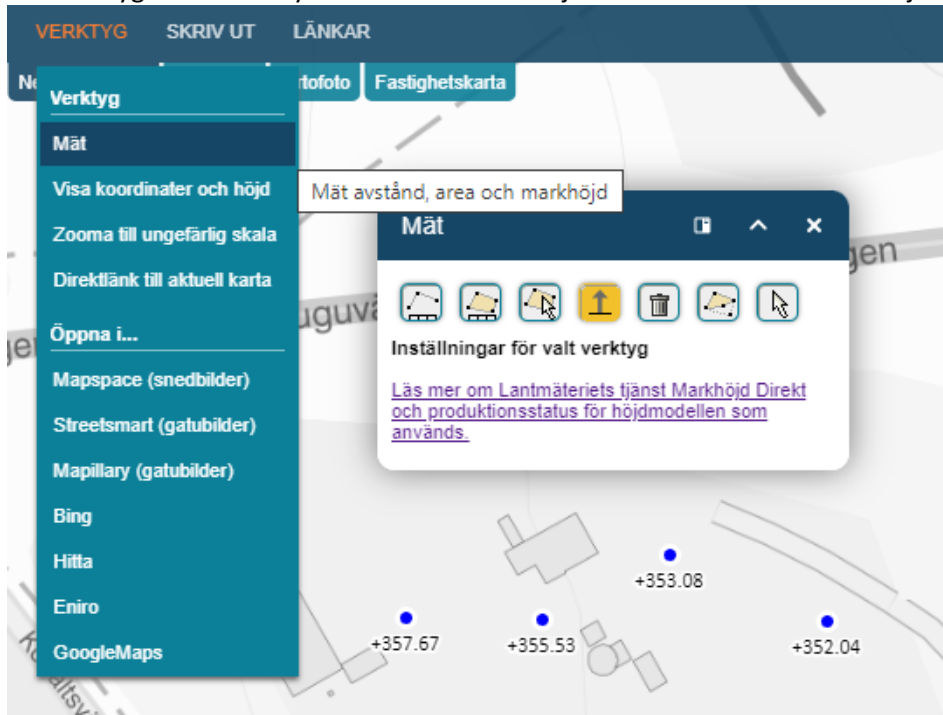 VERKTYG SKRIV UT LÄNKAR
Fastighetskarta
Verktyg
Mät
Visa koordinater och höjd
Mät avstånd, area och markhöjd
Zooma till ungefärlig skala
Mät
Direktlänk till aktuell karta
Öppna i...
Inställningar för valt verktyg
Mapspace (snedbilder)
Läs mer om Lantmäteriets tjänst Markhöjd Direkt
och produktionsstatus för höjdmodellen som
används.
Streetsmart (gatubilder)
Mapillary (gatubilder)
Bing
Hitta
Eniro
GoogleMaps
+353.08
+357.67
+355.53
+352.04